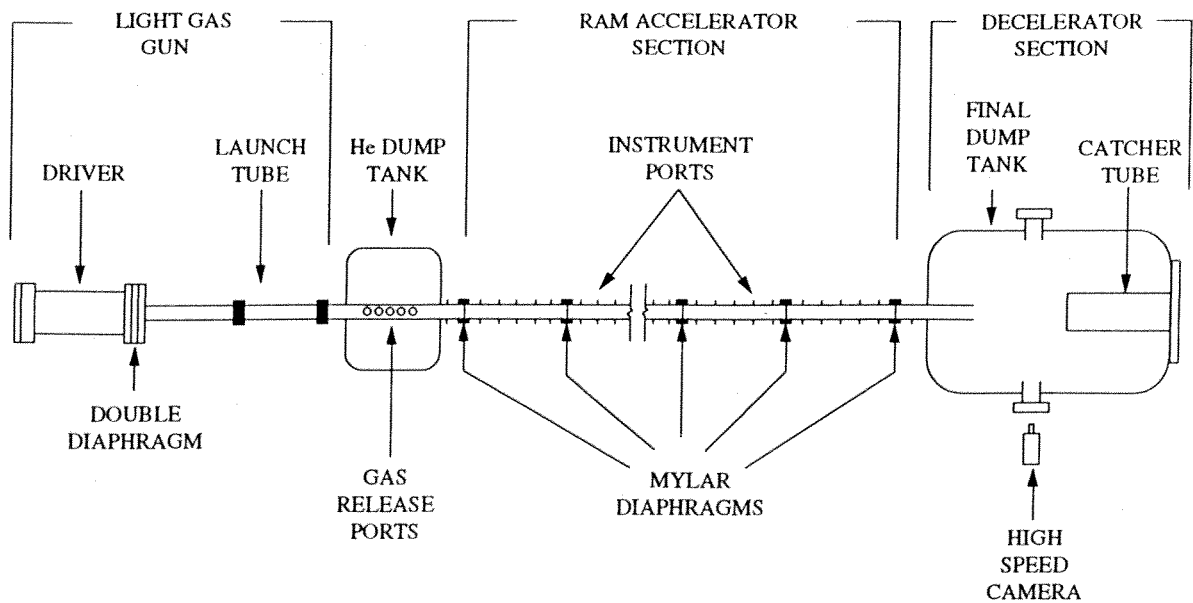 LIGHT GAS
GUN
RAM ACCELERATOR
SECTION
DECELERATOR
SECTION
DRIVER
LAUNCH
TUBE
He DUMP
TANK
INSTRUMENT
PORTS
FINAL
DUMP
TANK
CATCHER
TUBE
DOUBLE
DIAPHRAGM
GAS
RELEASE
PORTS
MYLAR
DIAPHRAGMS
HIGH
SPEED
CAMERA